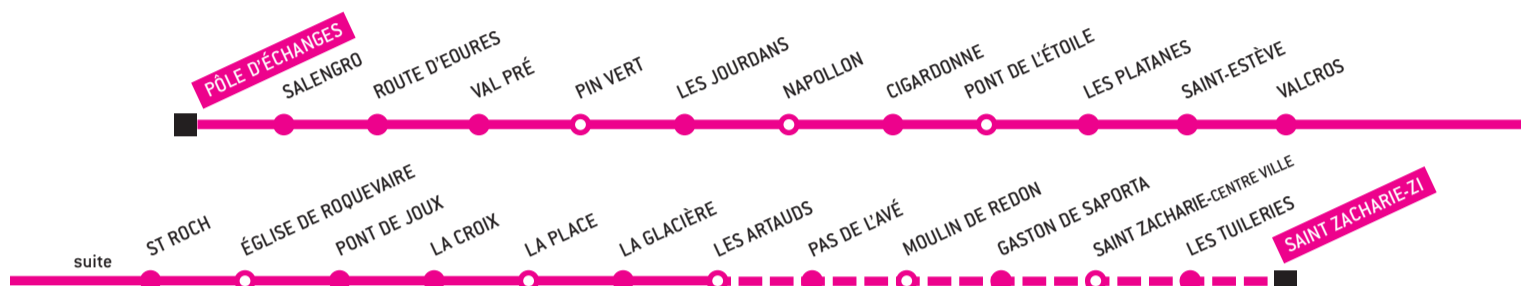 PÔLE D'ÉCHANGES
SALENGRO
ROUTE D'EOURES
VAL PRÉ
PIN VERT
LES JOURDANS
NAPOLLON
CIGARDONNE
PONT DE L'ÉTOILE
LES PLATANES
SAINT-ESTÈVE
VALCROS
suite
ST ROCH
ÉGLISE DE ROQUEVAIRE
PONT DE JOUX
LA CROIX
LA PLACE
LA GLACIÈRE
LES ARTAUDS
PAS DE L'AVÉ
MOULIN DE REDON
GASTON DE SAPORTA
SAINT ZACHARIE-CENTRE VILLE
LES TUILERIES
SAINT ZACHARIE-ZI